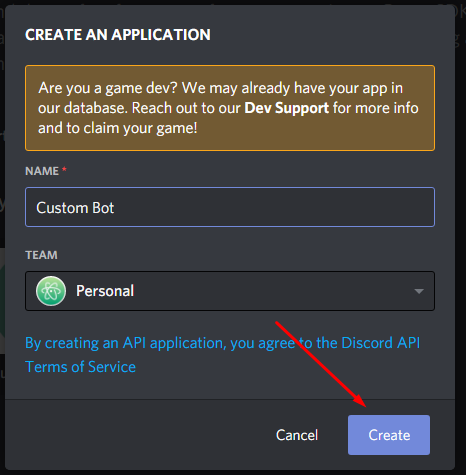 CREATE AN APPLICATION
Are you a game dev? We may already have your app in
our database. Reach out to our Dev Support for more info
and to claim your game!
NAME *
Custom Bot
TEAM
Personal
By creating an API application, you agree to the Discord API
Terms of Service
Cancel
Create